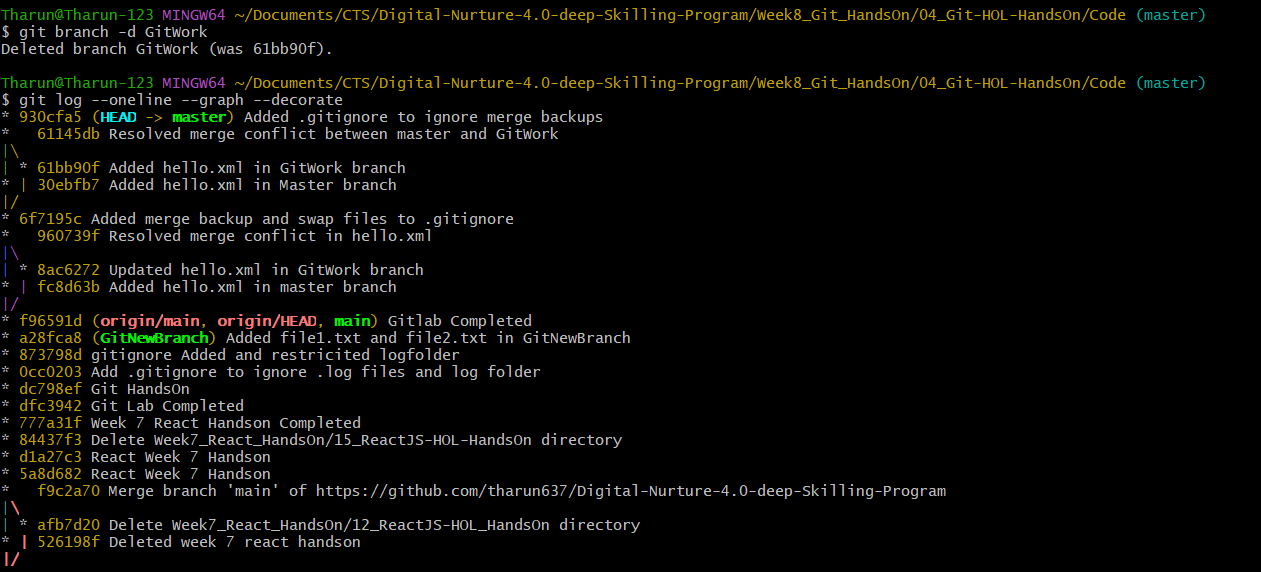 Tharun@Tharun-123 MINGW64 ~/Documents/CTS/Digital-Nurture-4.0-deep-Skilling-Program/Week8_Git_HandsOn/04_Git-HOL-HandsOn/Code (master)
$ git branch -d GitWork
Deleted branch GitWork (was 61bb90f).

Tharun@Tharun-123 MINGW64 ~/Documents/CTS/Digital-Nurture-4.0-deep-Skilling-Program/Week8_Git_HandsOn/04_Git-HOL-HandsOn/Code (master)
$ git log --oneline --graph --decorate
* 930cfa5 (HEAD -> master) Added .gitignore to ignore merge backups
*   61145db Resolved merge conflict between master and GitWork
|\
| * 61bb90f Added hello.xml in GitWork branch
* | 30ebfb7 Added hello.xml in Master branch
|/
* 6f7195c Added merge backup and swap files to .gitignore
*   960739f Resolved merge conflict in hello.xml
|\
| * 8ac6272 Updated hello.xml in GitWork branch
* | fc8d63b Added hello.xml in master branch
|/
* f96591d (origin/main, origin/HEAD, main) Gitlab Completed
* a28fca8 (GitNewBranch) Added file1.txt and file2.txt in GitNewBranch
* 873798d gitignore Added and restricited logfolder
* 0cc0203 Add .gitignore to ignore .log files and log folder
* dc798ef Git HandsOn
* dfc3942 Git Lab Completed
* 777a31f Week 7 React Handson Completed
* 84437f3 Delete Week7_React_HandsOn/15_ReactJS-HOL-HandsOn directory
* d1a27c3 React Week 7 Handson
* 5a8d682 React Week 7 Handson
*   f9c2a70 Merge branch 'main' of https://github.com/tharun637/Digital-Nurture-4.0-deep-Skilling-Program
|\
| * afb7d20 Delete Week7_React_HandsOn/12_ReactJS-HOL_HandsOn directory
* | 526198f Deleted week 7 react handson
|/